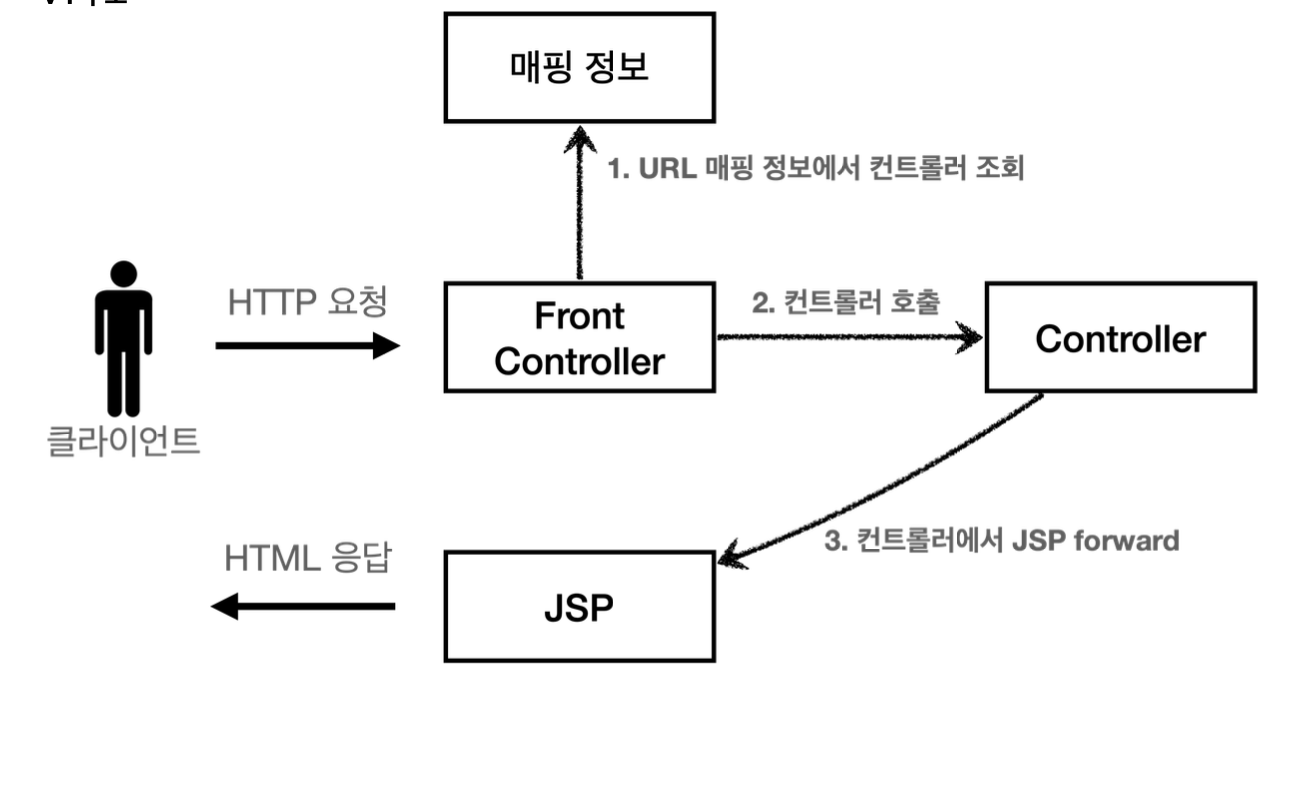 매핑 정보
1. URL 매핑 정보에서 컨트롤러 조회
HTTP 요청
Front
Controller
2. 컨트롤러 호출
Controller
클라이언트
3. 컨트롤러에서 JSP forward
HTML 응답
JSP